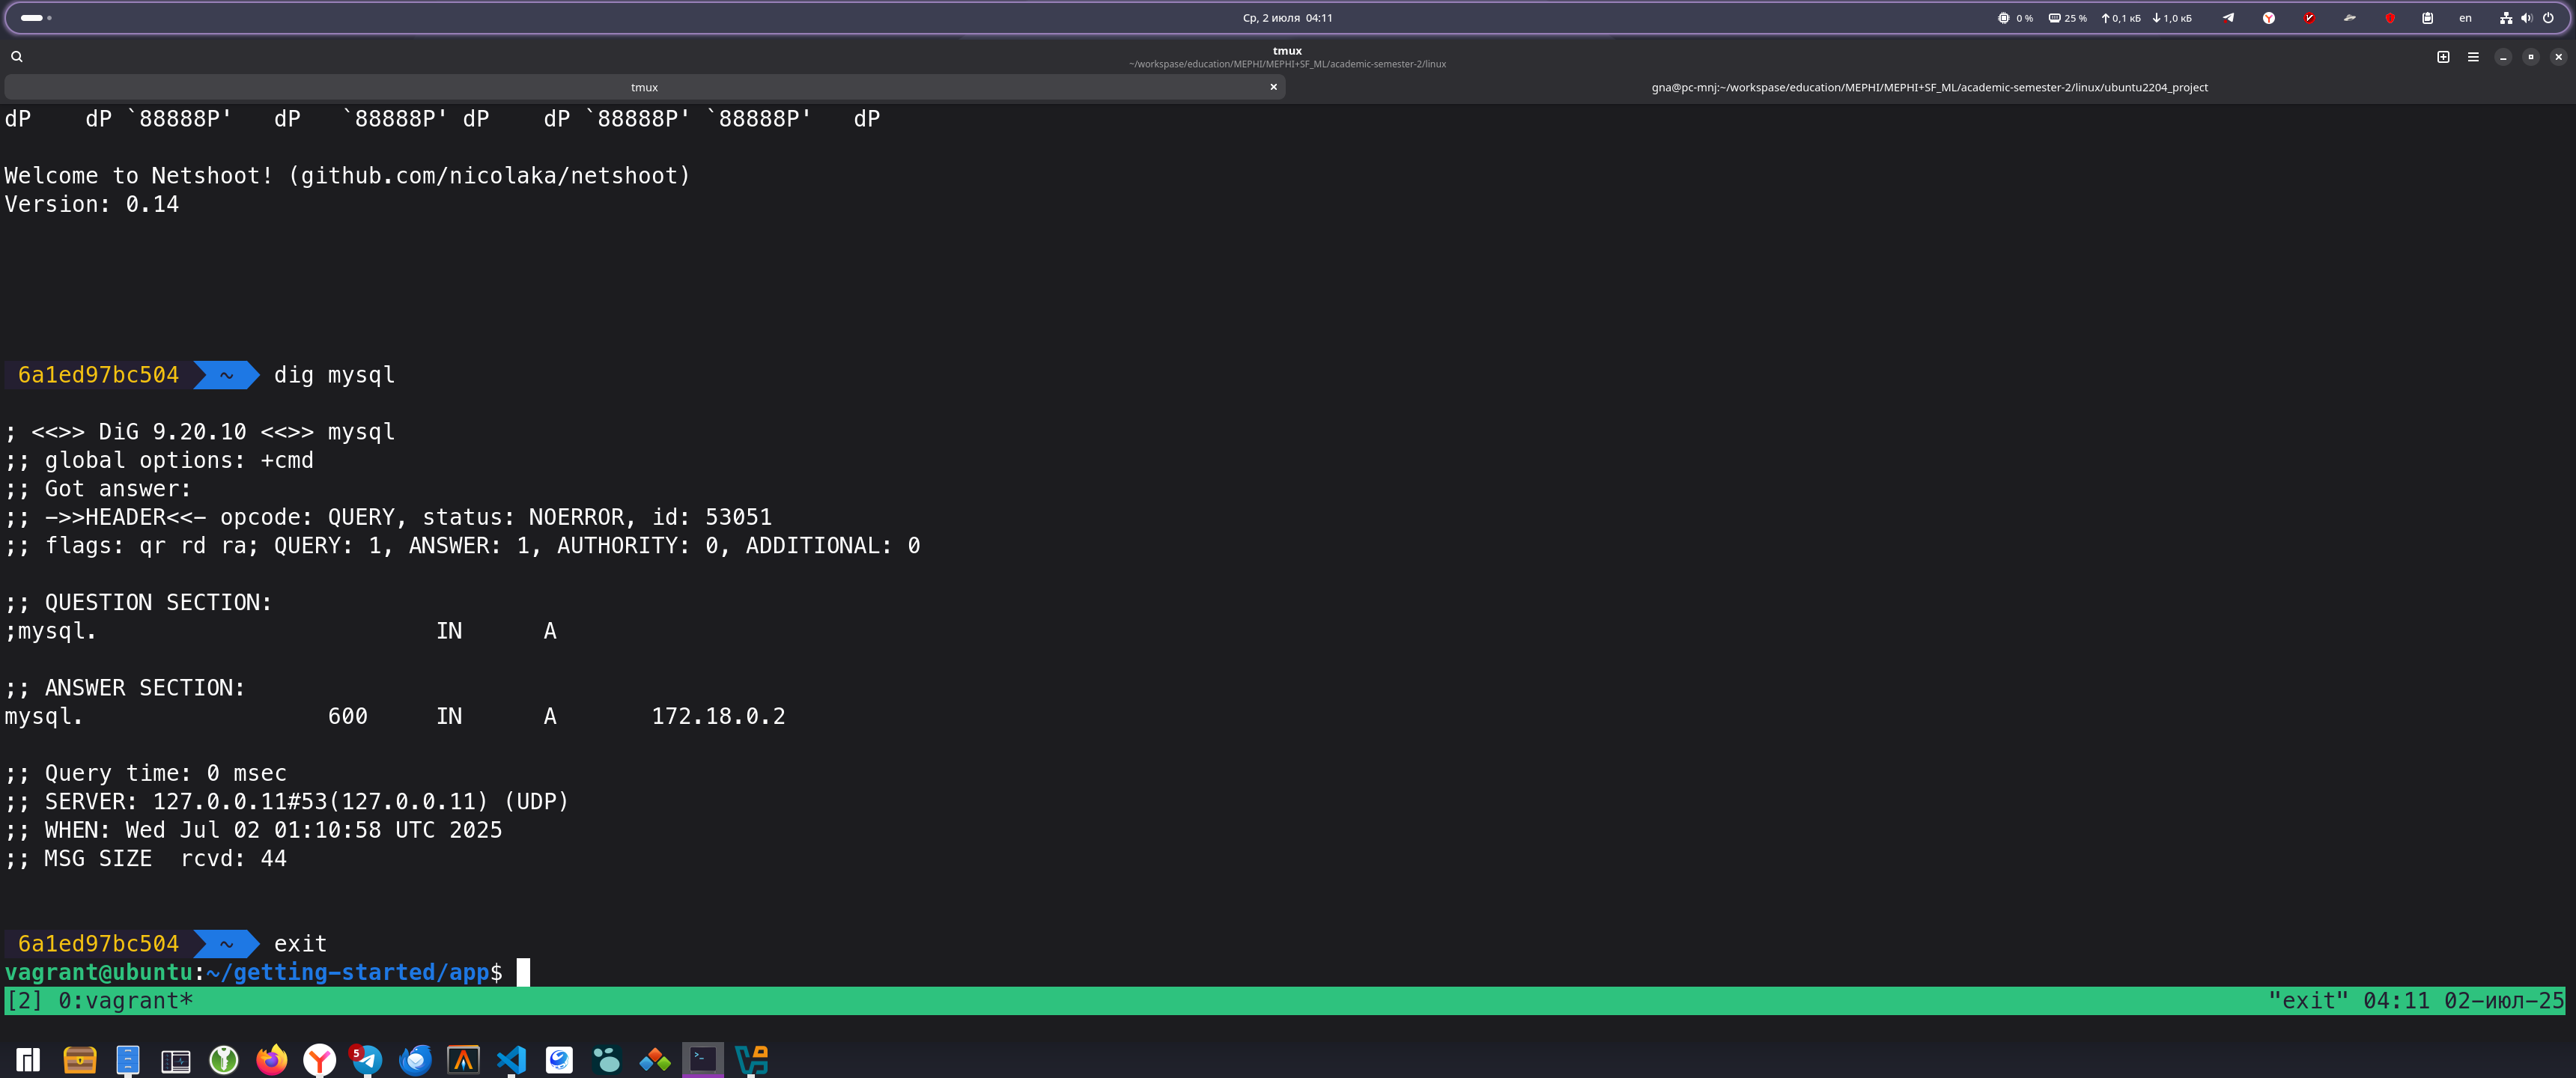 Ср, 2 июля 04:11
0 % 25 % 0,1 кБ 1,0 кБ en
tmux
~/workspase/education/MEPHI/MEPHI+SF_ML/academic-semester-2/linux
tmux
gna@pc-mnj:~/workspase/education/MEPHI/MEPHI+SF_ML/academic-semester-2/linux/ubuntu2204_project
dP    dP `88888P'   dP   `88888P' dP    dP `88888P' `88888P'   dP
Welcome to Netshoot! (github.com/nicolaka/netshoot)
Version: 0.14
6a1ed97bc504 ~ dig mysql
; <<>> DiG 9.20.10 <<>> mysql
;; global options: +cmd
;; Got answer:
;; ->>HEADER<<- opcode: QUERY, status: NOERROR, id: 53051
;; flags: qr rd ra; QUERY: 1, ANSWER: 1, AUTHORITY: 0, ADDITIONAL: 0
;; QUESTION SECTION:
;mysql.                         IN      A
;; ANSWER SECTION:
mysql.                  600     IN      A       172.18.0.2
;; Query time: 0 msec
;; SERVER: 127.0.0.11#53(127.0.0.11) (UDP)
;; WHEN: Wed Jul 02 01:10:58 UTC 2025
;; MSG SIZE  rcvd: 44
6a1ed97bc504 ~ exit
vagrant@ubuntu:~/getting-started/app$
[2] 0:vagrant* "exit" 04:11 02-июл-25
5